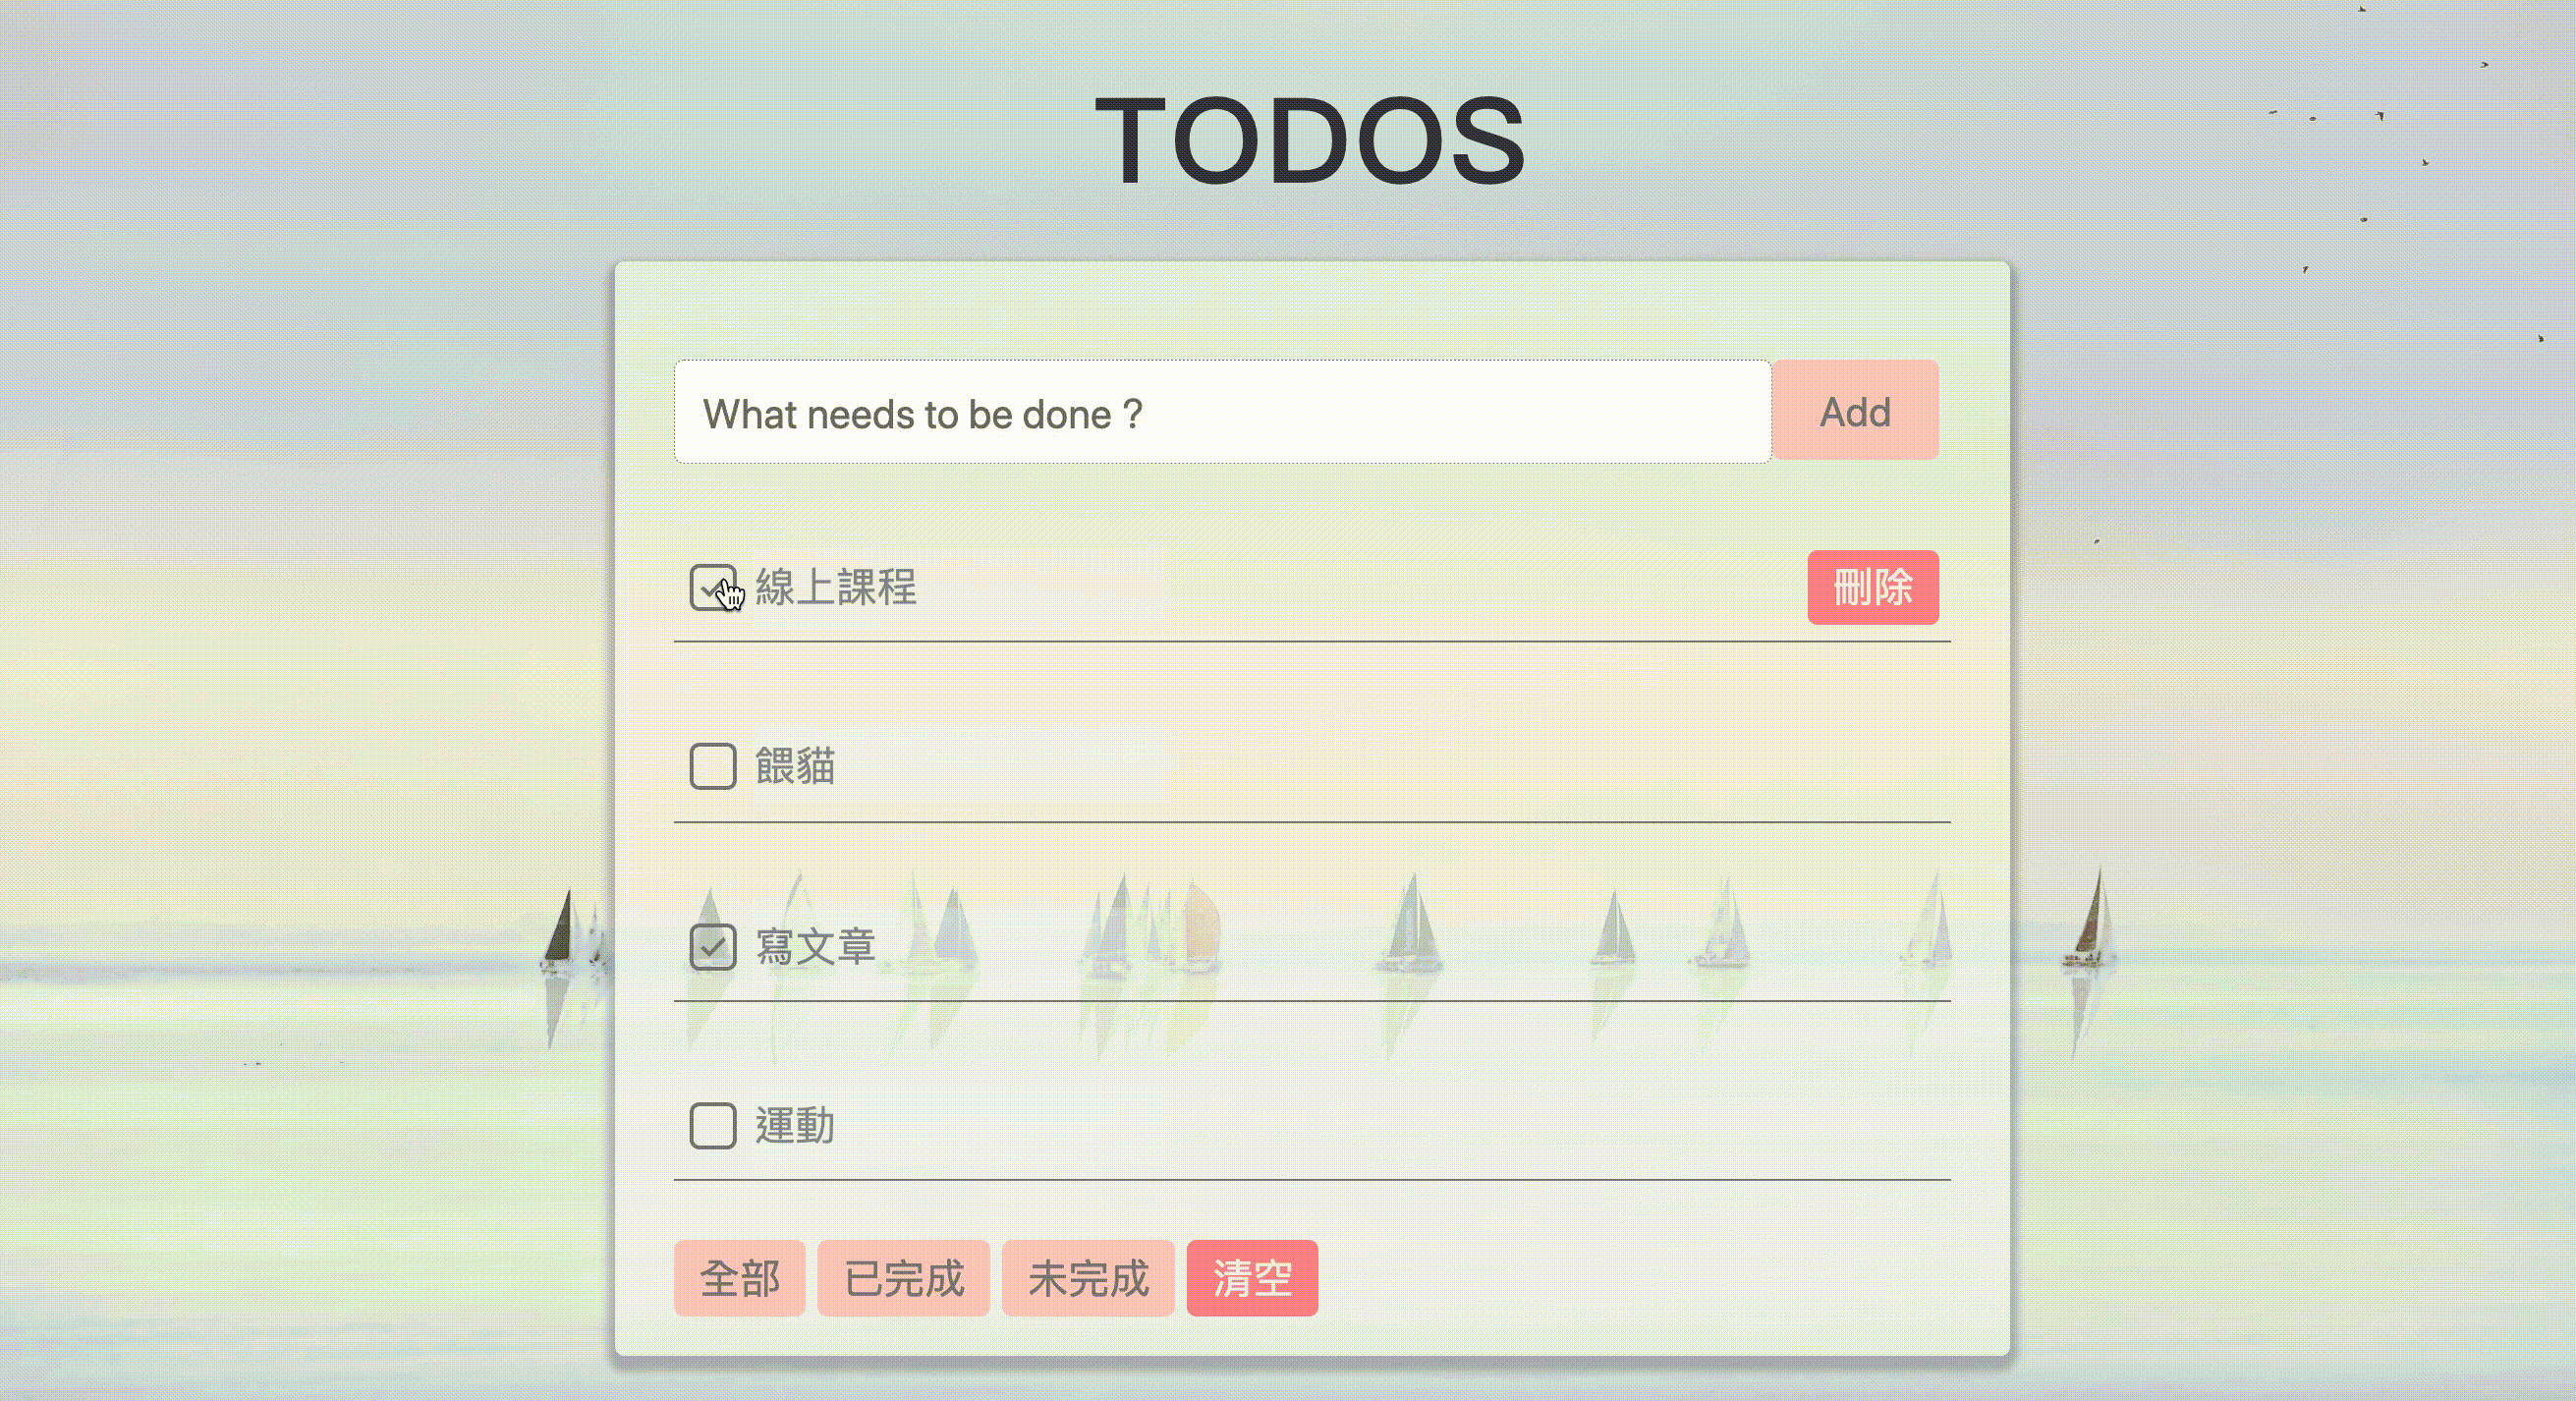 TODOS
What needs to be done ?
Add
線上課程
刪除
餵貓
寫文章
運動
全部 已完成 未完成 清空